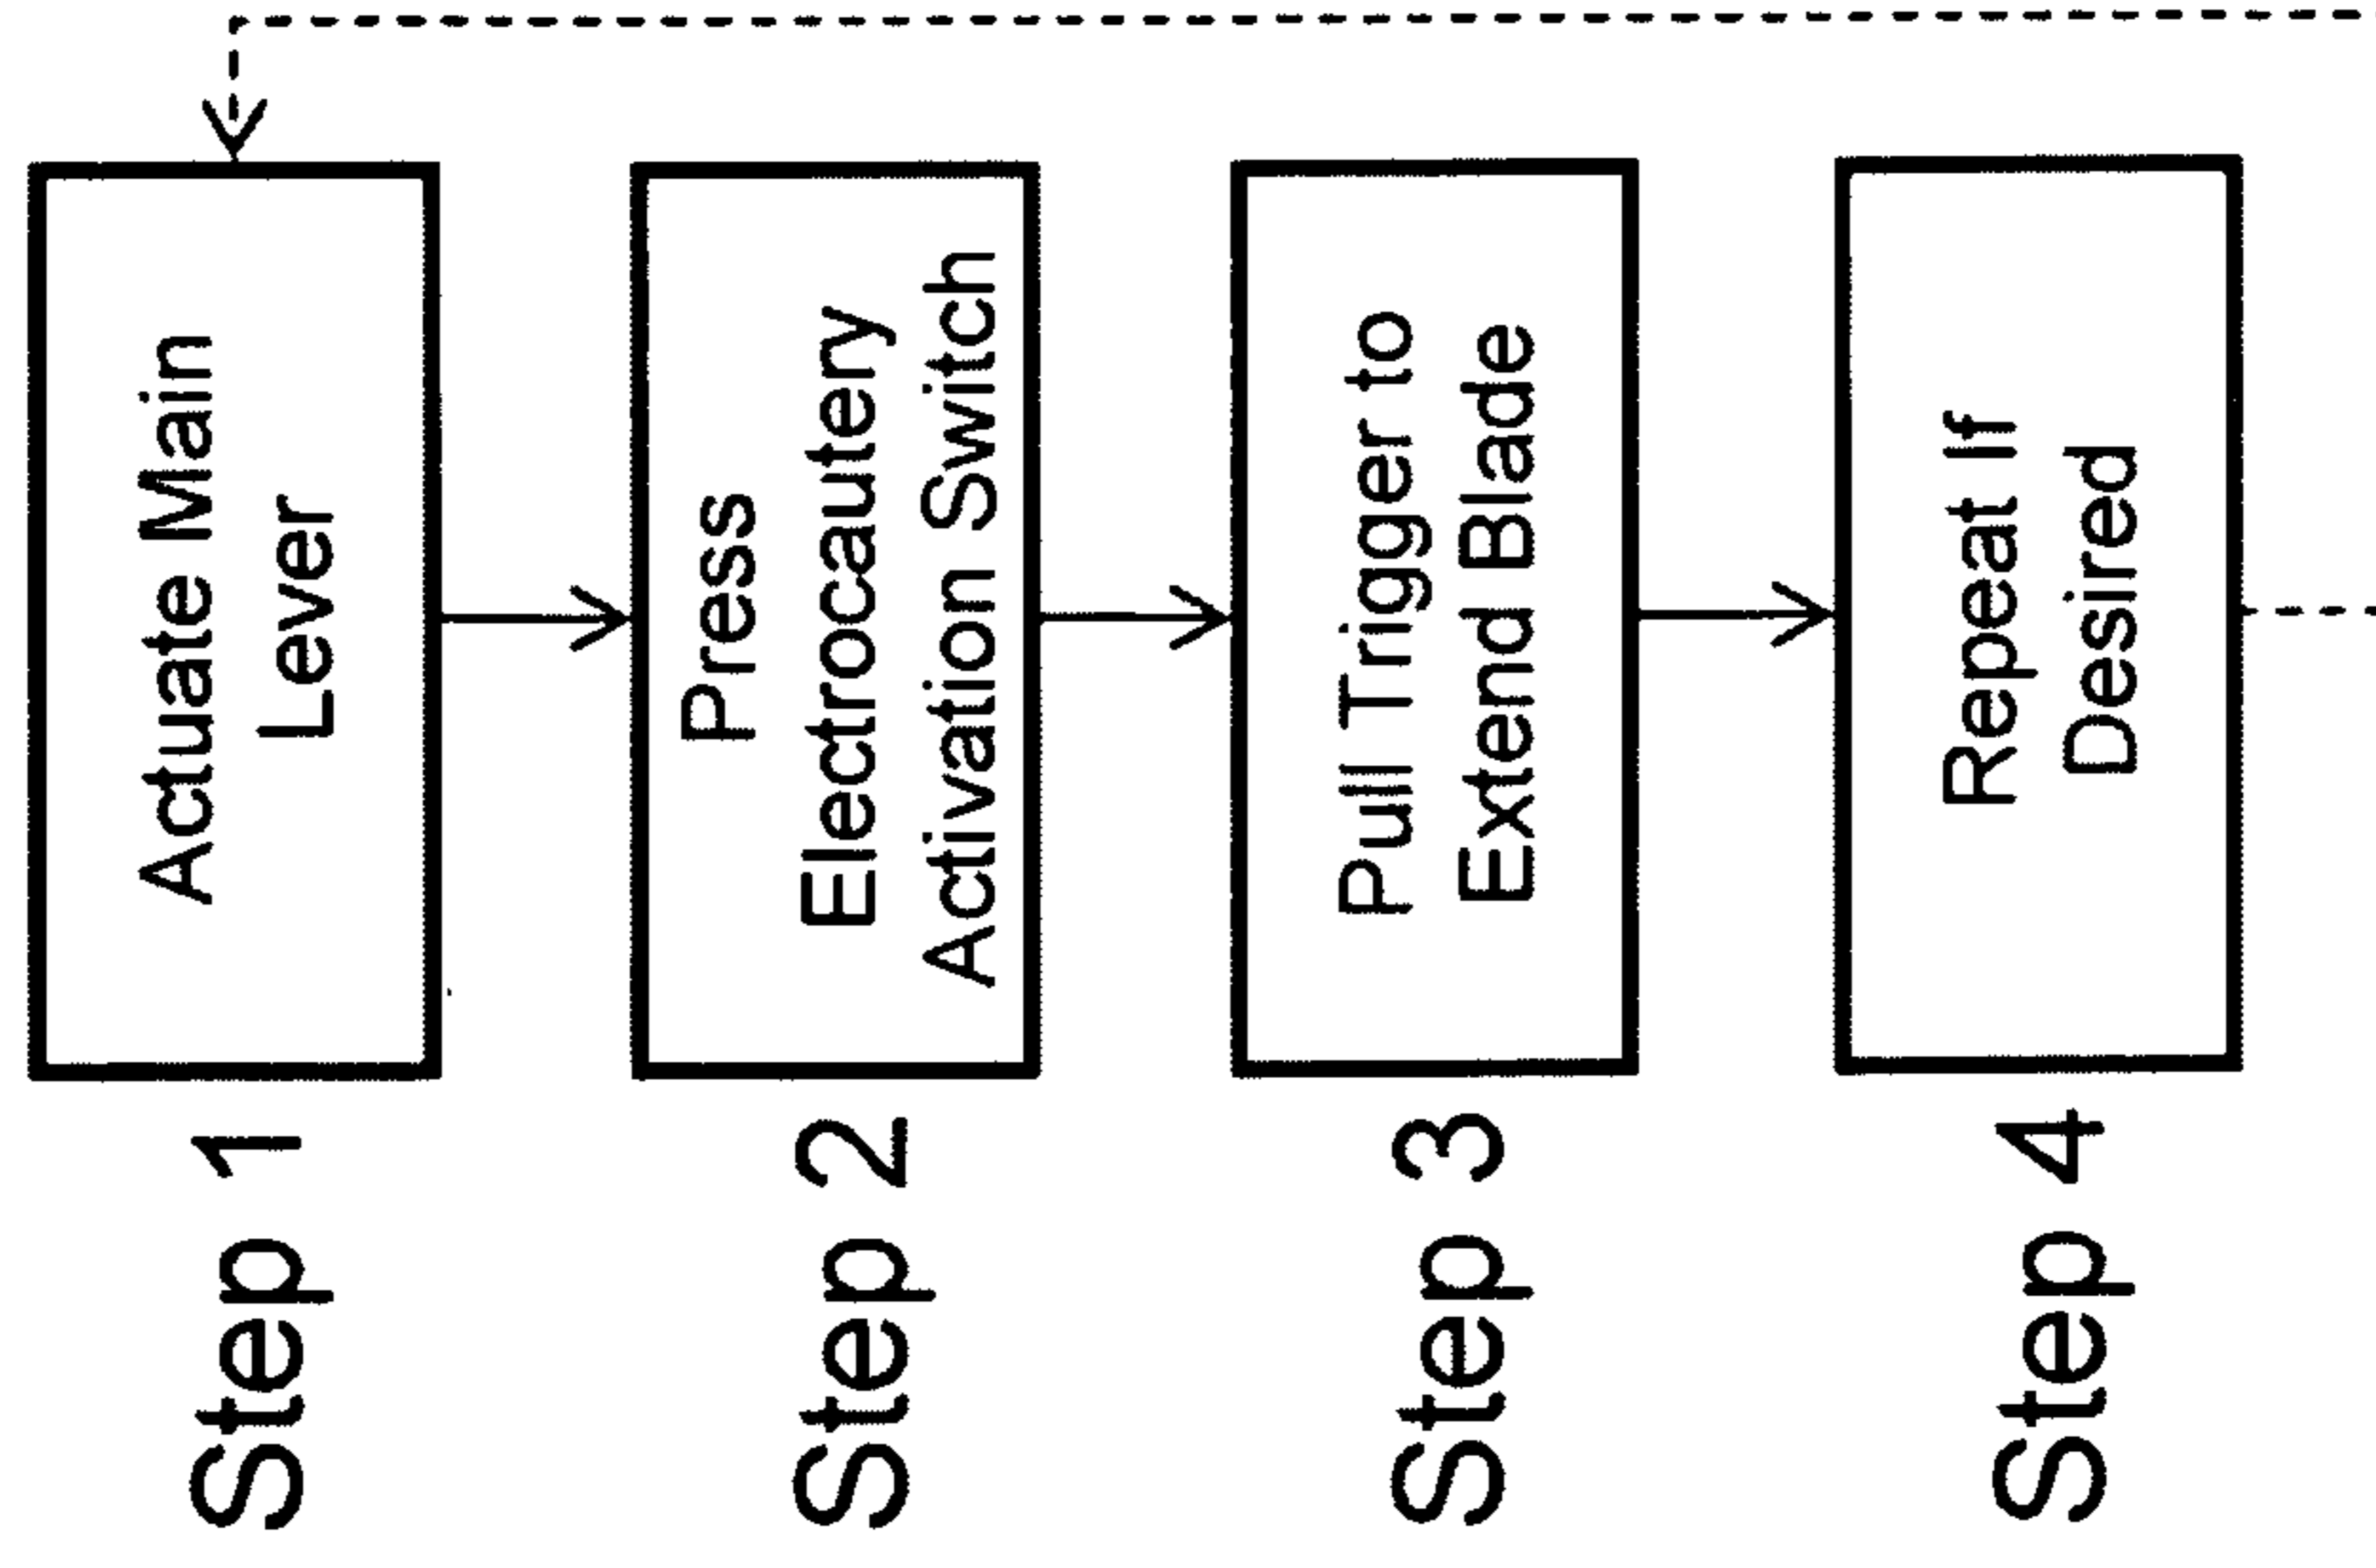 Step 1
Actuate Main
Lever
Step 2
Press
Electrocautery
Activation Switch
Step 3
Pull Trigger to
Extend Blade
Step 4
Repeat If
Desired